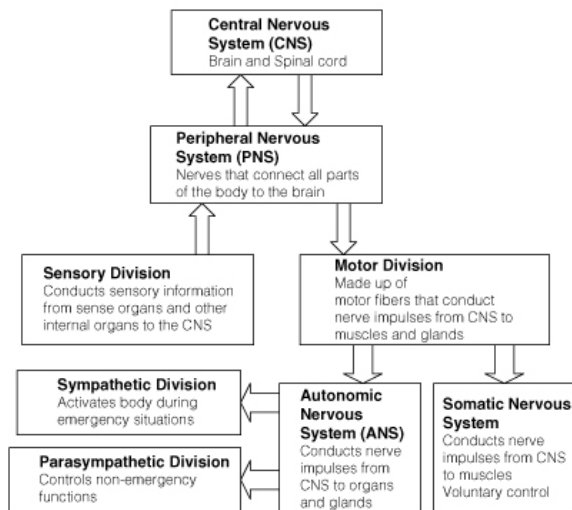 Central Nervous
System (CNS)
Brain and Spinal cord
Peripheral Nervous
System (PNS)
Nerves that connect all parts
of the body to the brain
Sensory Division
Conducts sensory information
from sense organs and other
internal organs to the CNS
Motor Division
Made up of
motor fibers that conduct
nerve impulses from CNS to
muscles and glands
Sympathetic Division
Activates body during
emergency situations
Parasympathetic Division
Controls non-emergency
functions
Autonomic
Nervous
System (ANS)
Conducts nerve
impulses from
CNS to organs
and glands
Somatic Nervous
System
Conducts nerve
impulses from CNS
to muscles
Voluntary control